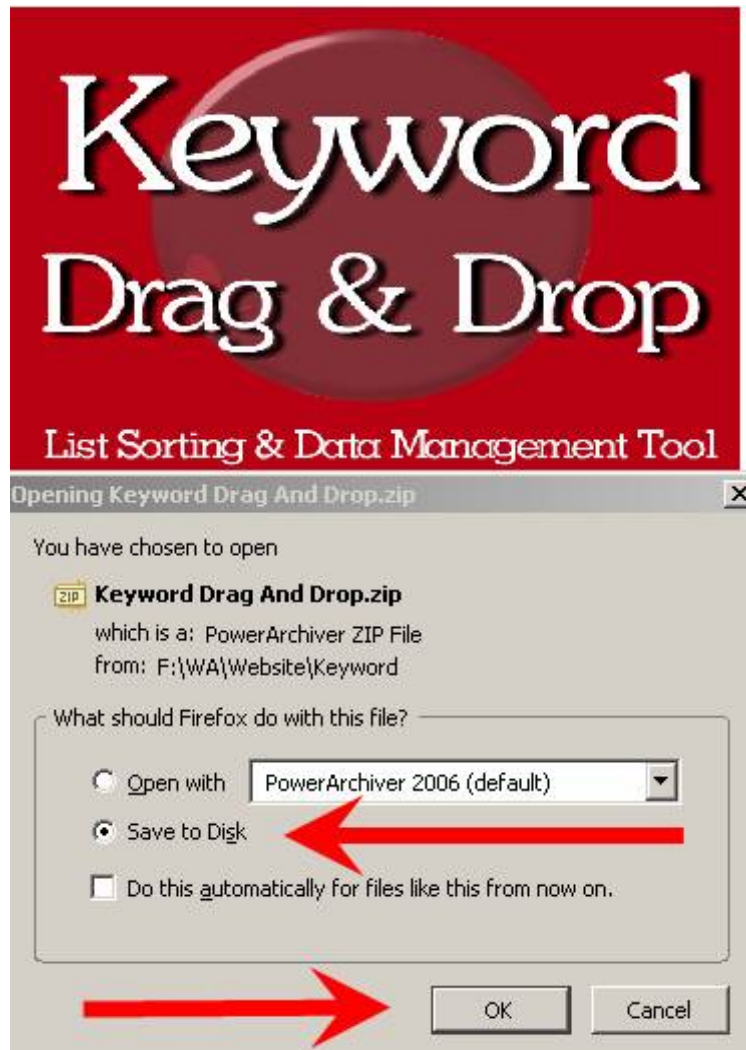 Keyword
Drag & Drop
List Sorting & Data Management Tool
Opening Keyword Drag And Drop.zip
You have chosen to open
ZIP Keyword Drag And Drop.zip
which is a: PowerArchiver ZIP File
from: F:\WA\Website\Keyword
What should Firefox do with this file?
Open with PowerArchiver 2006 (default)
Save to Disk
Do this automatically for files like this from now on.
OK Cancel